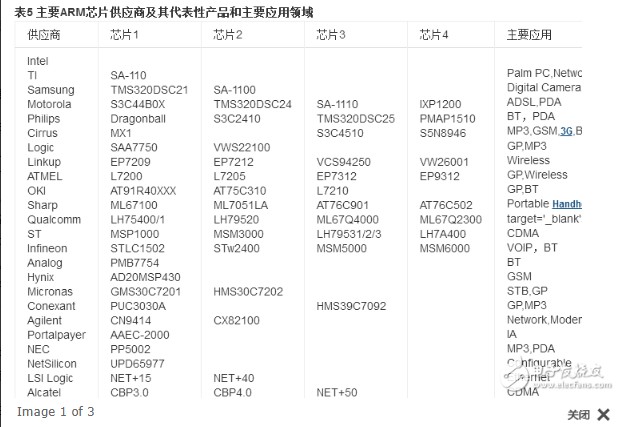 表5 主要ARM芯片供应商及其代表性产品和主要应用领域
供应商 芯片1 芯片2 芯片3 芯片4 主要应用
Intel
TI SA-110 Palm PC,Netwo
Samsung TMS320DSC21 SA-1100 Digital Camera
Motorola S3C44B0X TMS320DSC24 SA-1110 IXP1200 ADSL,PDA
Philips Dragonball S3C2410 TMS320DSC25 PMAP1510 BT，PDA
Cirrus MX1 S3C4510 S5N8946 MP3,GSM,3G,B
Logic SAA7750 VWS22100 GP,MP3
Linkup EP7209 EP7212 VCS94250 VW26001 Wireless
ATMEL L7200 L7205 EP7312 EP9312 GP,Wireless
OKI AT91R40XXX AT75C310 L7210 GP,BT
Sharp ML67100 ML7051LA AT76C901 AT76C502 Portable Handh
Qualcomm LH75400/1 LH79520 ML67Q4000 ML67Q2300 target='_blank'
ST MSP1000 MSM3000 LH79531/2/3 LH7A400 CDMA
Infineon STLC1502 STw2400 MSM5000 MSM6000 VOIP，BT
Analog PMB7754 BT
Hynix AD20MSP430 GSM
Micronas GMS30C7201 HMS30C7202 STB,GP
Conexant PUC3030A HMS39C7092 GP,MP3
Agilent CN9414 CX82100 Network,Moder
Portalpayer AAEC-2000 IA
NEC PP5002 MP3,PDA
NetSilicon UPD65977 Configurable
LSI Logic NET+15 NET+40
Alcatel CBP3.0 CBP4.0 NET+50 CDMA
电子发烧友
www.elecfans.com
Image 1 of 3
关闭